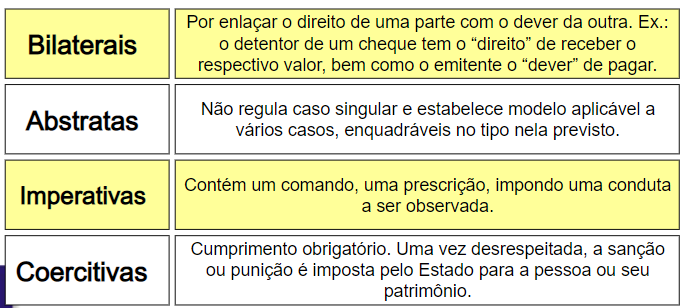 Bilaterais
Por enlaçar o direito de uma parte com o dever da outra. Ex.:
o detentor de um cheque tem o “direito” de receber o
respectivo valor, bem como o emitente o “dever” de pagar.
Abstratas
Não regula caso singular e estabelece modelo aplicável a
vários casos, enquadráveis no tipo nela previsto.
Imperativas
Contém um comando, uma prescrição, impondo uma conduta
a ser observada.
Coercitivas
Cumprimento obrigatório. Uma vez desrespeitada, a sanção
ou punição é imposta pelo Estado para a pessoa ou seu
patrimônio.